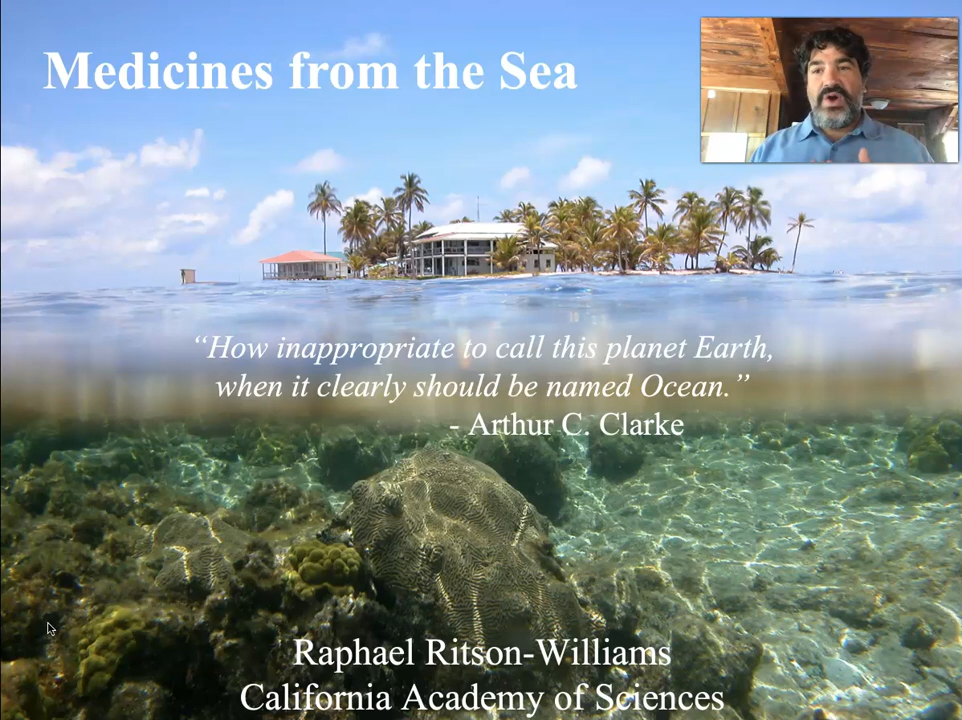 Medicines from the Sea
“How inappropriate to call this planet Earth,
when it clearly should be named Ocean.”
- Arthur C. Clarke
Raphael Ritson-Williams
California Academy of Sciences